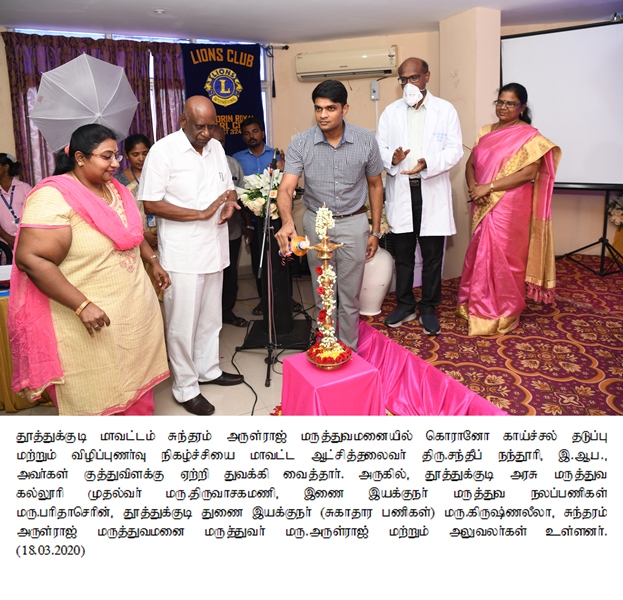 LIONS CLUB
LIONS
L
தூத்துக்குடி மாவட்டம் சுந்தரம் அருள்ராஜ் மருத்துவமனையில் கொரானோ காய்ச்சல் தடுப்பு
மற்றும் விழிப்புணர்வு நிகழ்ச்சியை மாவட்ட ஆட்சித்தலைவர் திரு.சந்தீப் நந்தூரி, இ.ஆ.ப.,
அவர்கள் குத்துவிளக்கு ஏற்றி துவக்கி வைத்தார். அருகில், தூத்துக்குடி அரசு மருத்துவ
கல்லூரி முதல்வர் மரு.திருவாசகமணி, இணை இயக்குநர் மருத்துவ நலப்பணிகள்
மரு.பரிதாசெரின், தூத்துக்குடி துணை இயக்குநர் (சுகாதார பணிகள்) மரு.கிருஷ்ணலீலா, சுந்தரம்
அருள்ராஜ் மருத்துவமனை மருத்துவர் மரு.அருள்ராஜ் மற்றும் அலுவலர்கள் உள்ளனர்.
(18.03.2020)